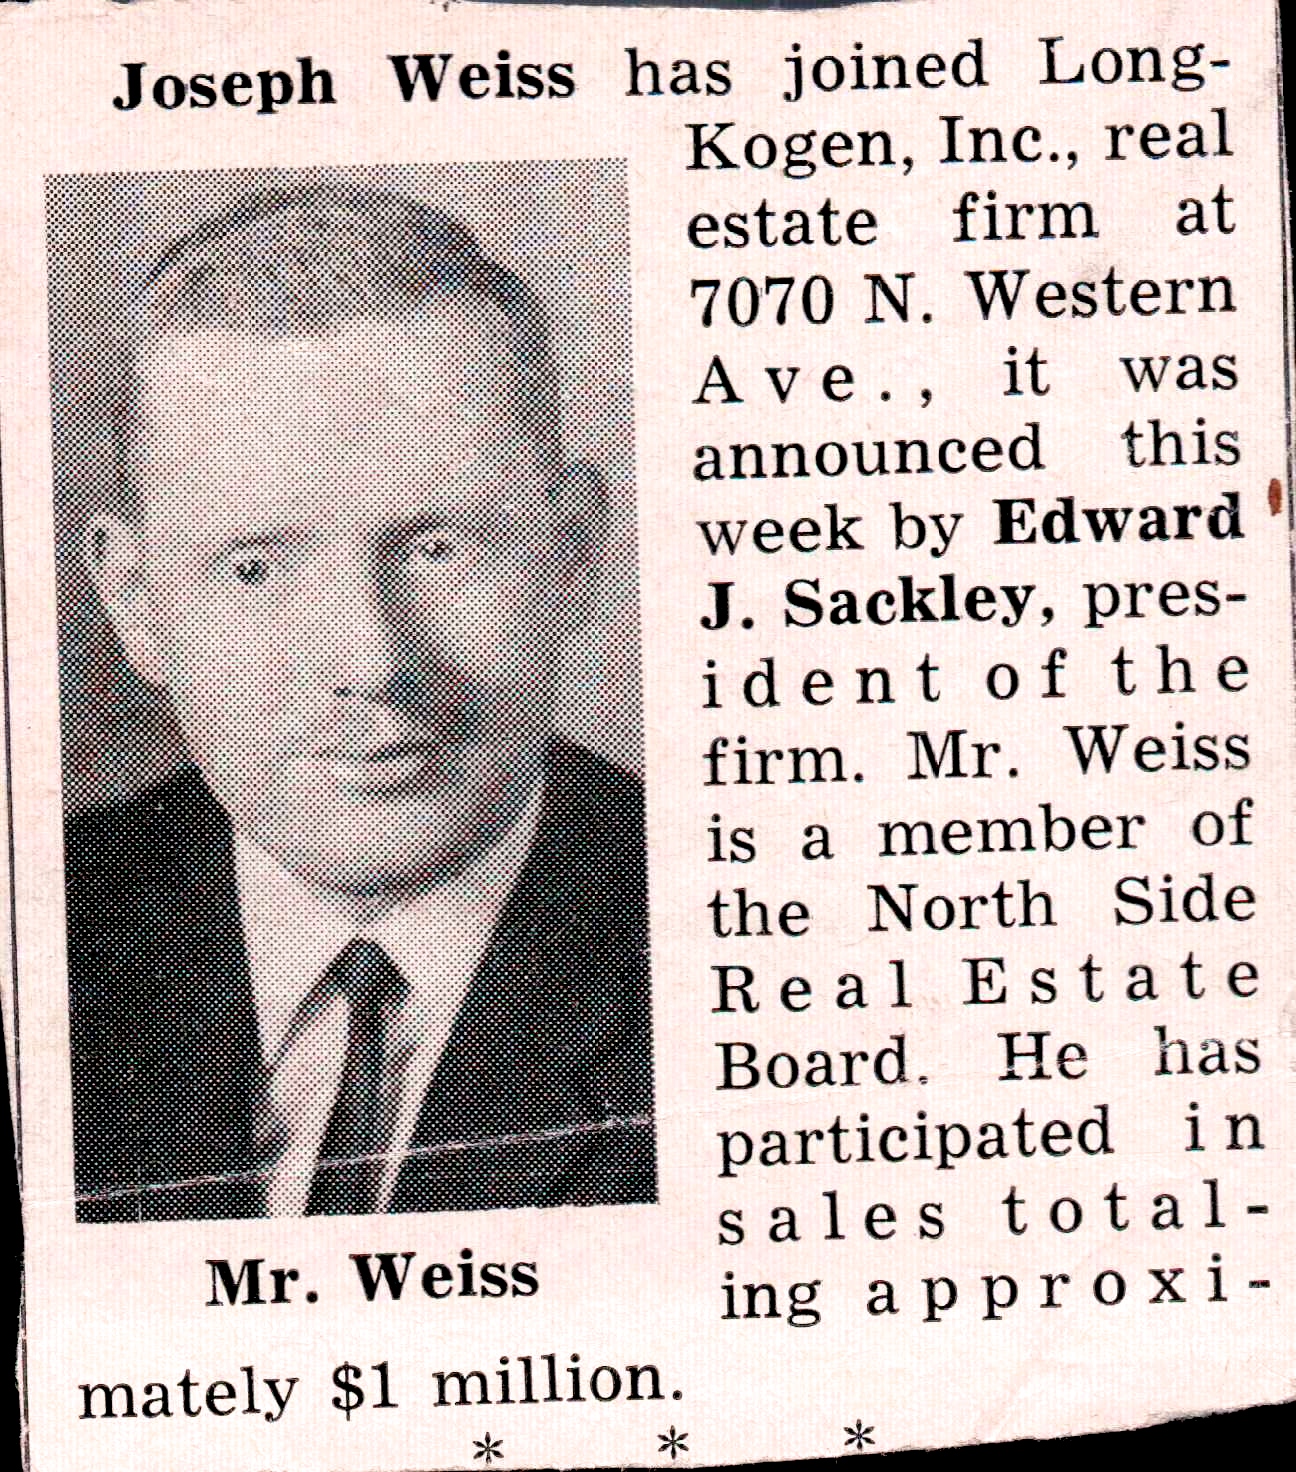 Joseph Weiss has joined Long-
Kogen, Inc., real
estate firm at
7070 N. Western
Ave., it was
announced this
week by Edward
J. Sackley, pres-
ident of the
firm. Mr. Weiss
is a member of
the North Side
Real Estate
Board. He has
participated in
sales total-
ing approxi-
mately $1 million.
Mr. Weiss
* * *